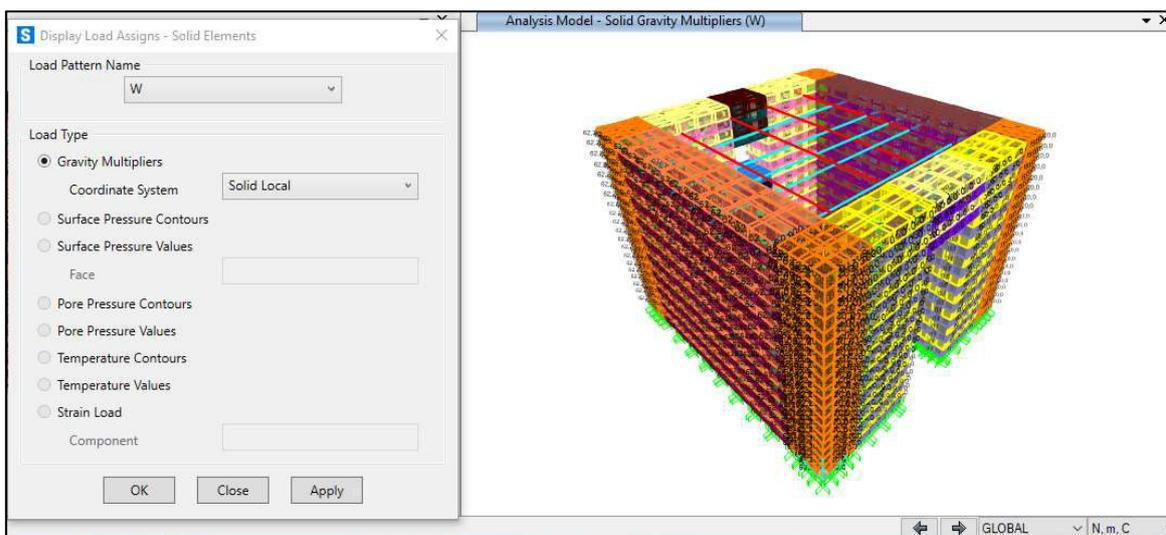 S Display Load Assigns - Solid Elements
Load Pattern Name
W
Load Type
Gravity Multipliers
Coordinate System
Solid Local
Surface Pressure Contours
Surface Pressure Values
Face
Pore Pressure Contours
Pore Pressure Values
Temperature Contours
Temperature Values
Strain Load
Component
OK
Close
Apply
Analysis Model - Solid Gravity Multipliers (W)
GLOBAL
N, m, C